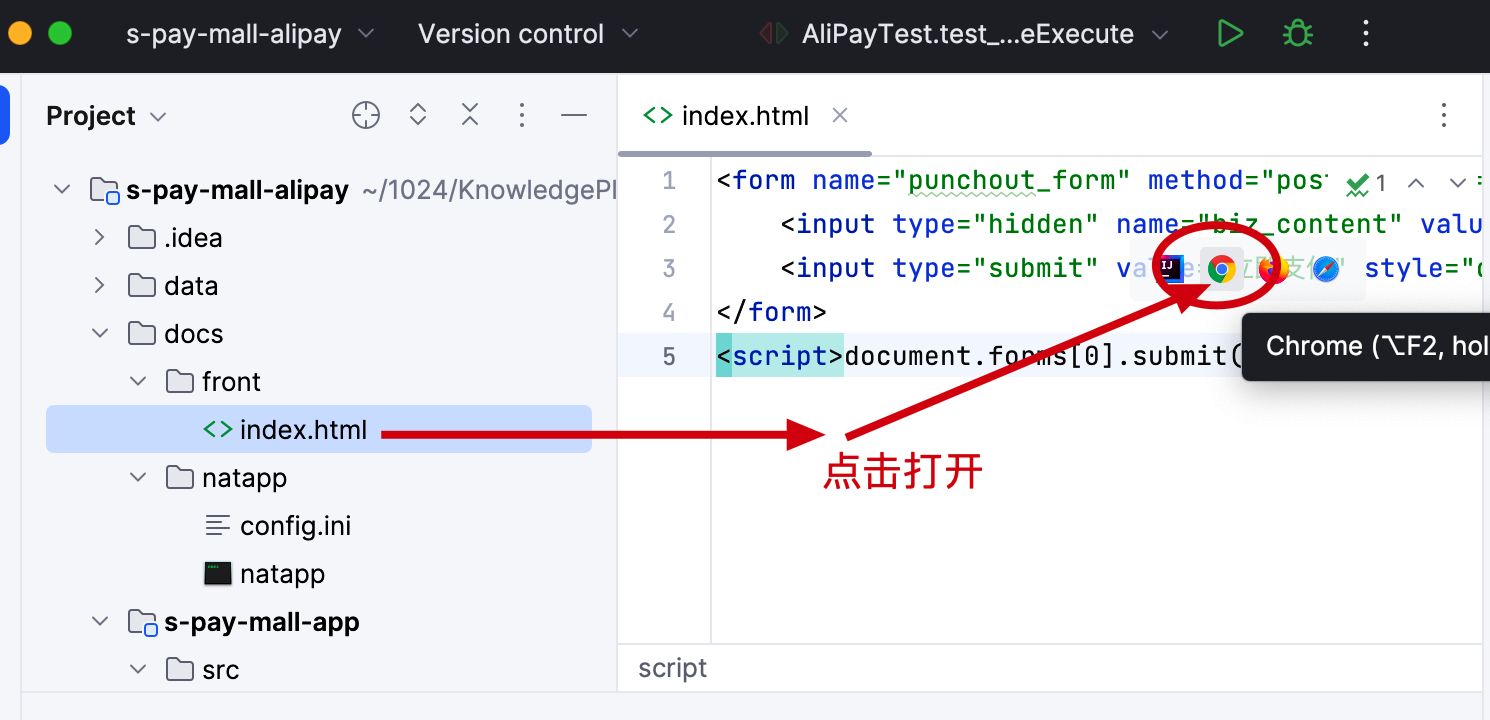 s-pay-mall-alipay Version control AliPayTest.test_...eExecute
Project
index.html
s-pay-mall-alipay ~/1024/KnowledgePl
.idea
data
docs
front
index.html
natapp
config.ini
natapp
s-pay-mall-app
src
1 <form name="punchout_form" method="pos 1
2 <input type="hidden" name="biz_content" valu
3 <input type="submit" va 立即支付" style="d
4 </form>
5 <script>document.forms[0].submit(
Chrome (⌥F2, hol
点击打开
script